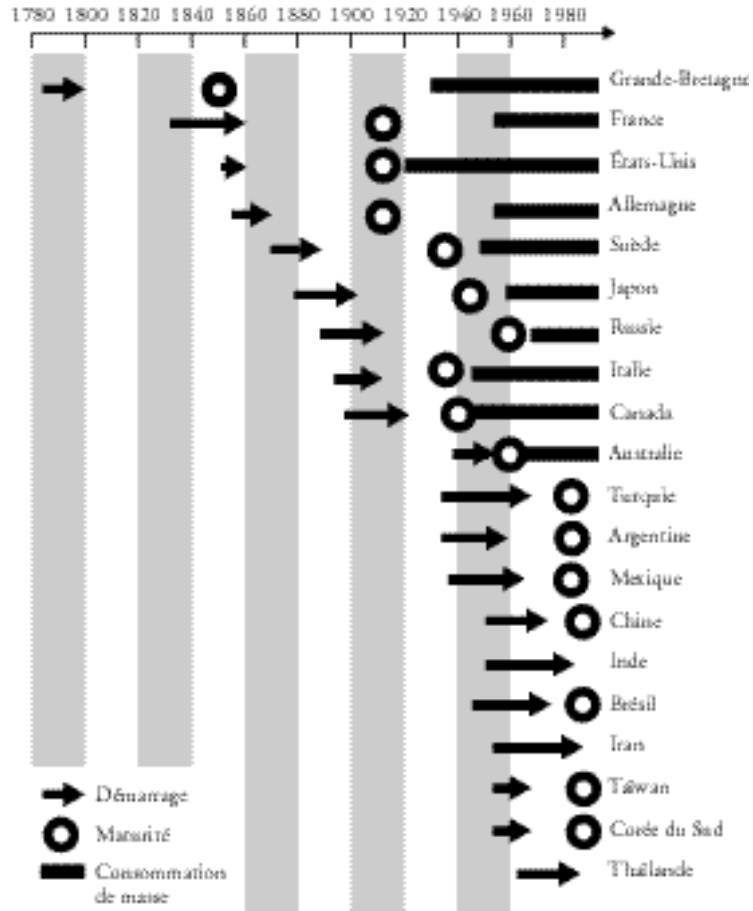 1780 1800 1820 1840 1860 1880 1900 1920 1940 1960 1980
Grande-Bretagne
France
États-Unis
Allemagne
Suède
Japon
Russie
Italie
Canada
Australie
Turquie
Argentine
Mexique
Chine
Inde
Brésil
Iran
Taïwan
Corée du Sud
Thaïlande
Démarrage
Maturité
Consommation
de masse